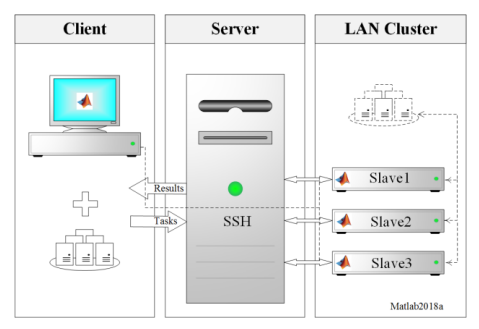 Client
Server
LAN Cluster
Results
Tasks
SSH
Slave1
Slave2
Slave3
Matlab2018a